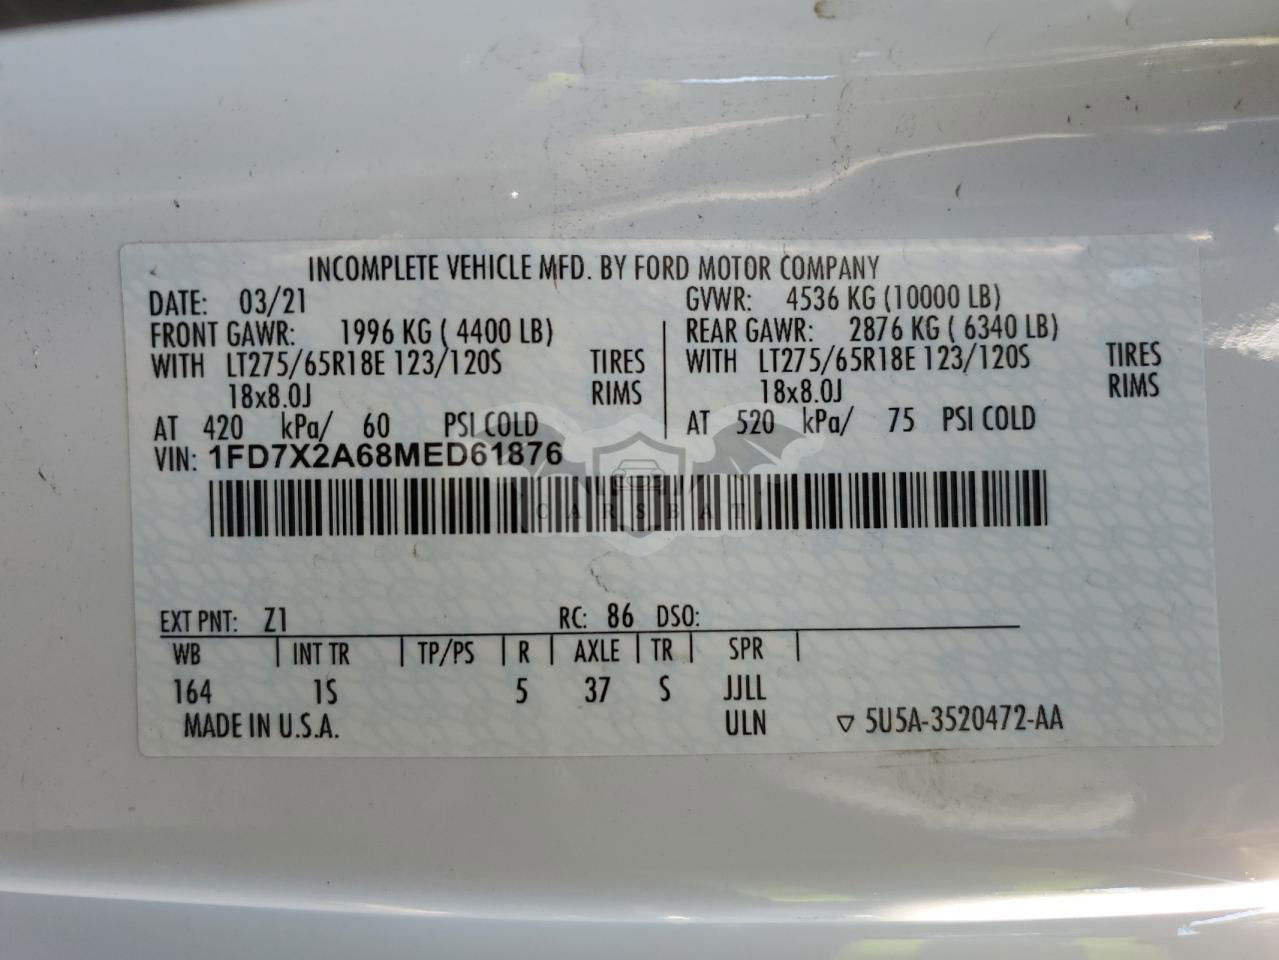 INCOMPLETE VEHICLE MFD. BY FORD MOTOR COMPANY
DATE: 03/21 GVWR: 4536 KG (10000 LB)
FRONT GAWR: 1996 KG ( 4400 LB) REAR GAWR: 2876 KG ( 6340 LB)
WITH LT275/65R18E 123/120S TIRES WITH LT275/65R18E 123/120S TIRES
18x8.0J RIMS 18x8.0J RIMS
AT 420 kPa/ 60 PSI COLD AT 520 kPa/ 75 PSI COLD
VIN: 1FD7X2A68MED61876
CARSBAT
EXT PNT: Z1 RC: 86 DSO:
WB INT TR TP/PS R AXLE TR SPR
164 1S 5 37 S JJLL
MADE IN U.S.A. ULN ▽ 5U5A-3520472-AA